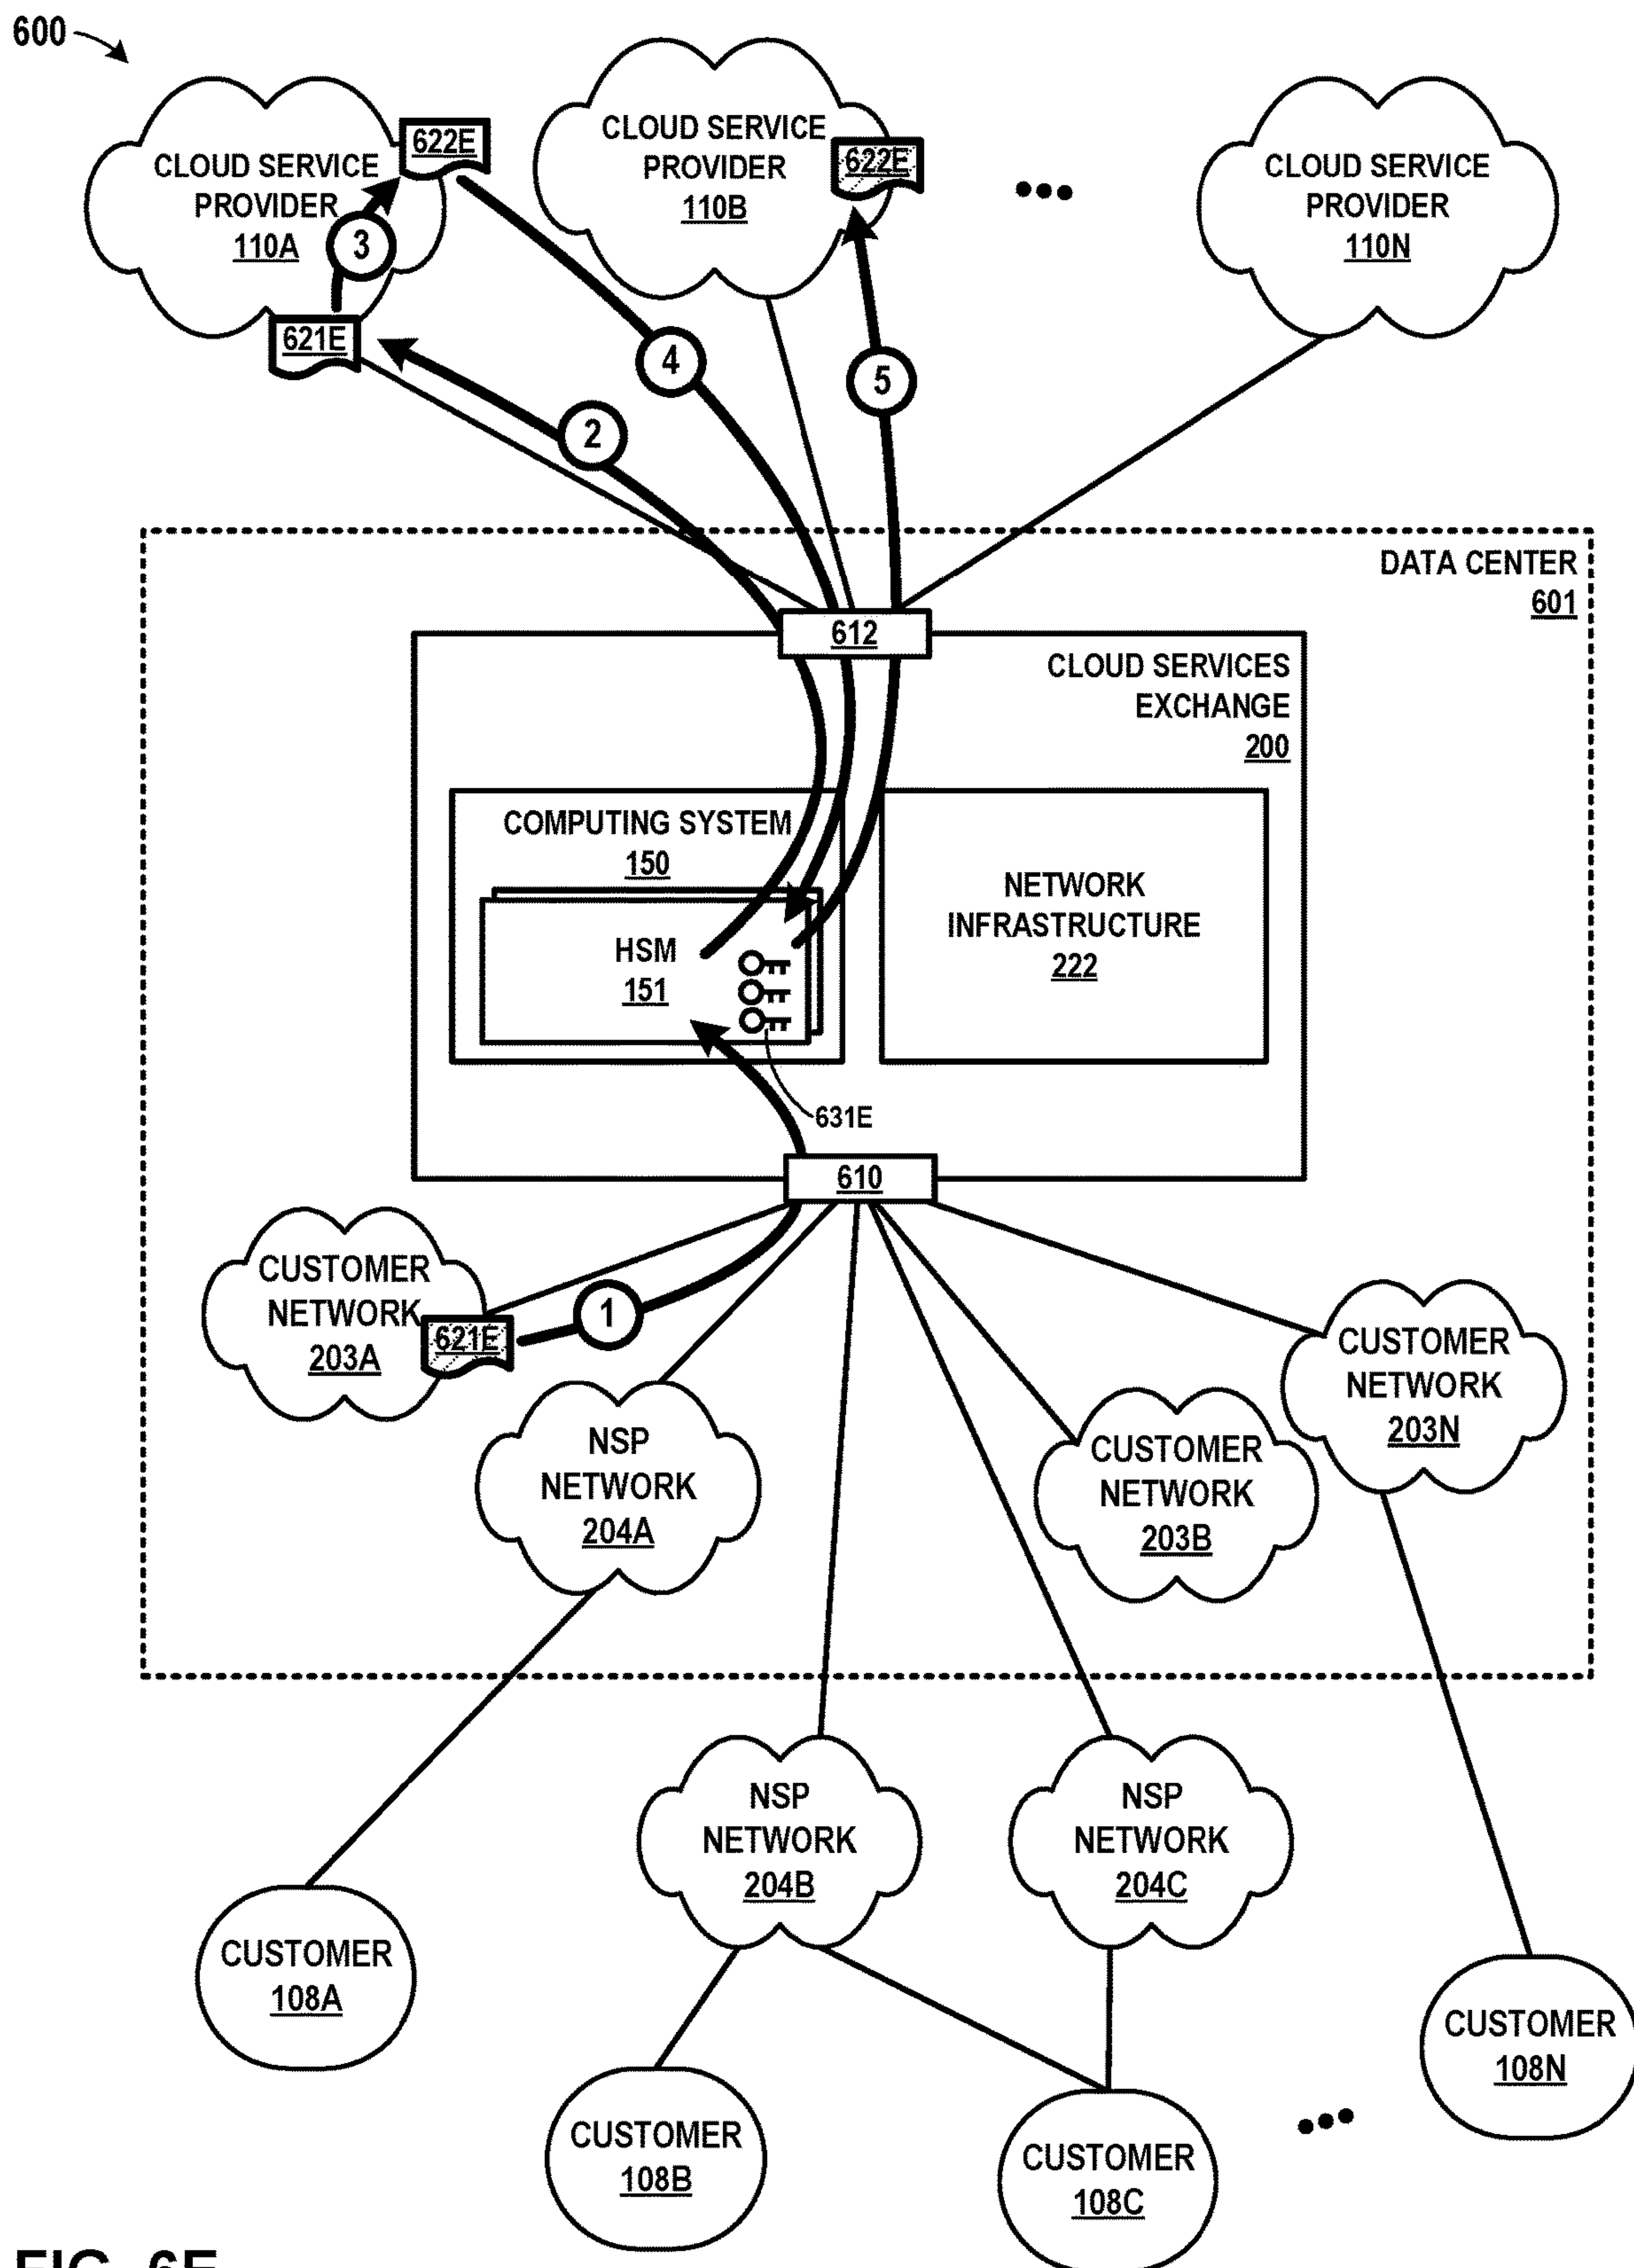 600
CLOUD SERVICE
PROVIDER
110A
622E
3
621E
CLOUD SERVICE
PROVIDER
110B
622E
CLOUD SERVICE
PROVIDER
110N
4
5
2
DATA CENTER
601
612
CLOUD SERVICES
EXCHANGE
200
COMPUTING SYSTEM
150
HSM
151
NETWORK
INFRASTRUCTURE
222
631E
610
CUSTOMER
NETWORK
203A
621E
1
NSP
NETWORK
204A
CUSTOMER
NETWORK
203B
CUSTOMER
NETWORK
203N
NSP
NETWORK
204B
NSP
NETWORK
204C
CUSTOMER
108A
CUSTOMER
108B
CUSTOMER
108C
CUSTOMER
108N
FIG. 6E